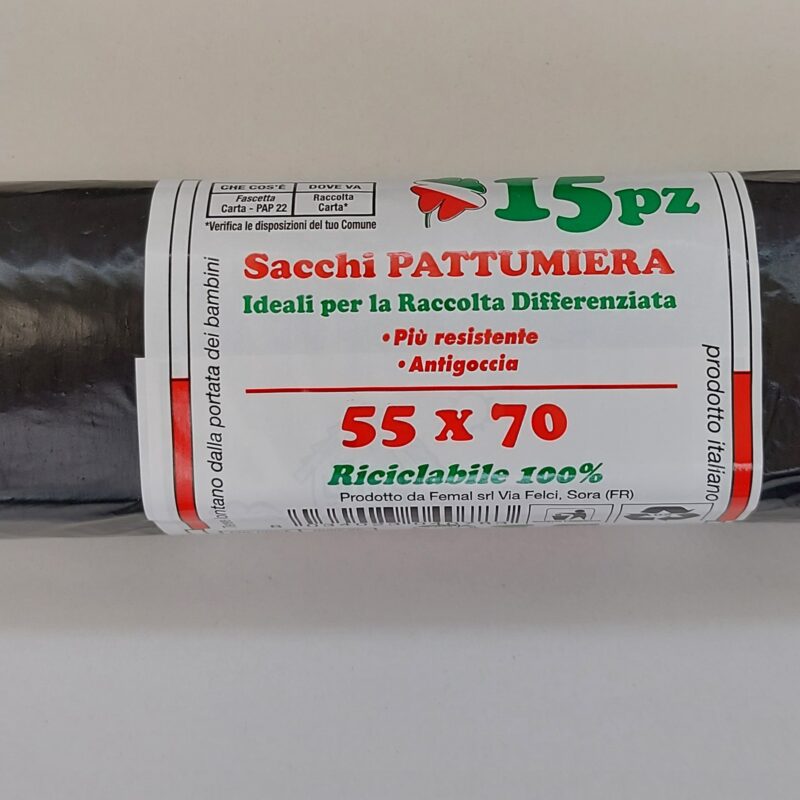 CHE COS'È DOVE VA
Fascetta Raccolta
Carta - PAP 22 Carta*
*Verifica le disposizioni del tuo Comune
15pz
Sacchi PATTUMIERA
Ideali per la Raccolta Differenziata
•Più resistente
•Antigoccia
55 x 70
Riciclabile 100%
Prodotto da Femal srl Via Felci, Sora (FR)
dalla portata dei bambini
prodotto italiano